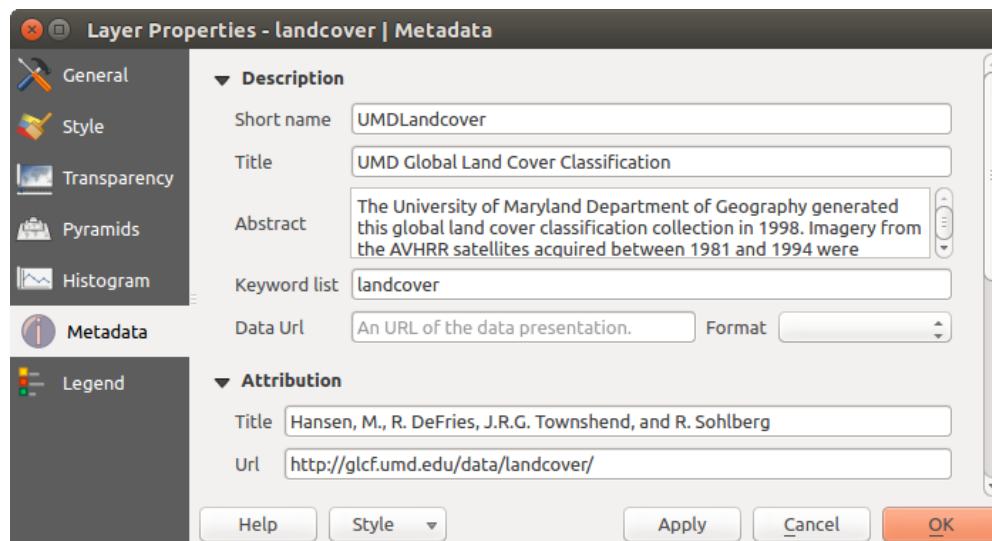 Layer Properties - landcover | Metadata
General
Style
Transparency
Pyramids
Histogram
Metadata
Legend
Description
Short name UMDLandcover
Title UMD Global Land Cover Classification
Abstract
The University of Maryland Department of Geography generated
this global land cover classification collection in 1998. Imagery from
the AVHRR satellites acquired between 1981 and 1994 were
Keyword list landcover
Data Url An URL of the data presentation. Format
Attribution
Title Hansen, M., R. DeFries, J.R.G. Townshend, and R. Sohlberg
Url http://glcf.umd.edu/data/landcover/
Help Style Apply Cancel OK